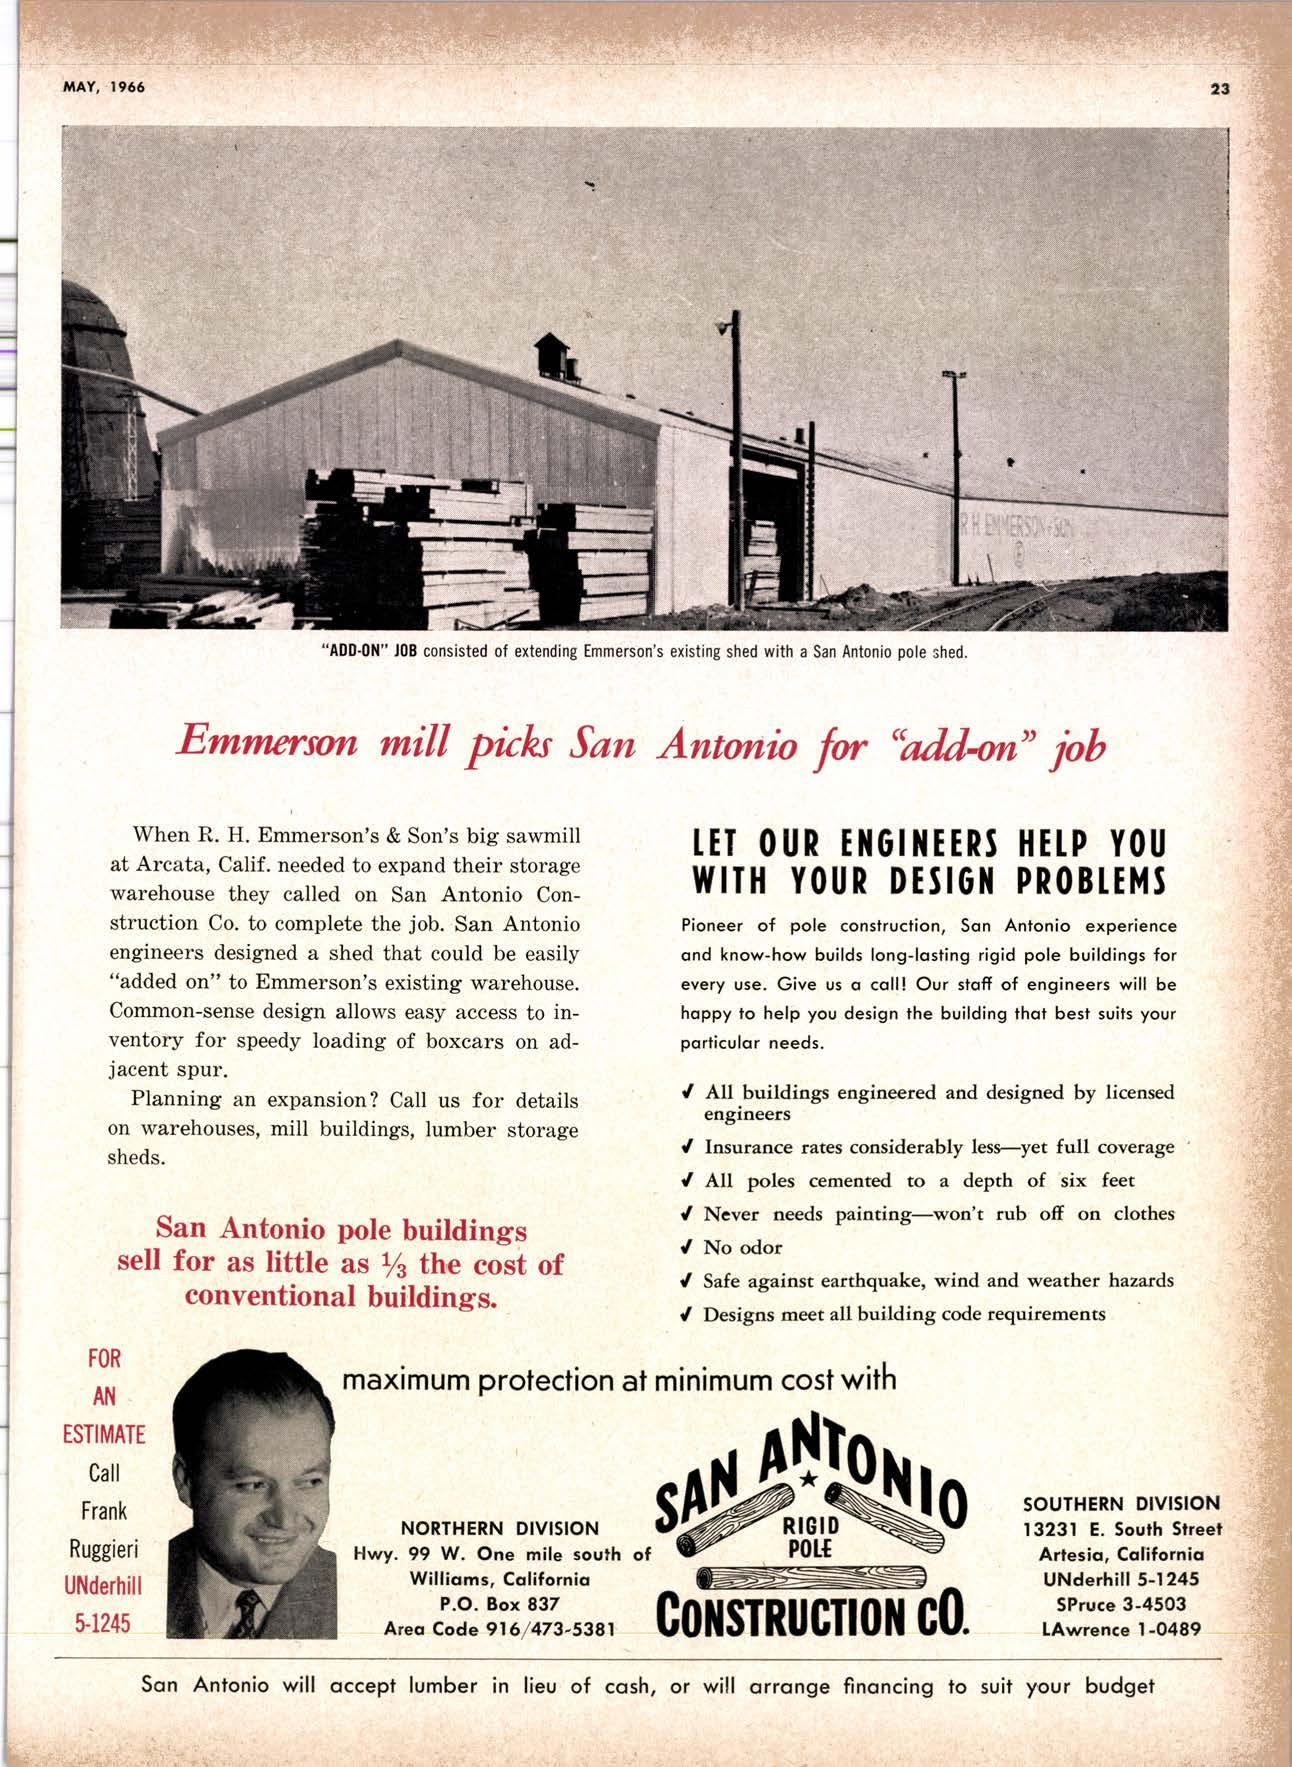 MAY, 1966
23
R H EMMERSON & SON
"ADD-ON" JOB consisted of extending Emmerson's existing shed with a San Antonio pole shed.
Emmerson mill picks San Antonio for "add-on" job
When R. H. Emmerson's & Son's big sawmill
at Arcata, Calif. needed to expand their storage
warehouse they called on San Antonio Con-
struction Co. to complete the job. San Antonio
engineers designed a shed that could be easily
"added on" to Emmerson's existing warehouse.
Common-sense design allows easy access to in-
ventory for speedy loading of boxcars on ad-
jacent spur.
Planning an expansion? Call us for details
on warehouses, mill buildings, lumber storage
sheds.
San Antonio pole buildings
sell for as little as ⅓ the cost of
conventional buildings.
LET OUR ENGINEERS HELP YOU
WITH YOUR DESIGN PROBLEMS
Pioneer of pole construction, San Antonio experience
and know-how builds long-lasting rigid pole buildings for
every use. Give us a call! Our staff of engineers will be
happy to help you design the building that best suits your
particular needs.
✓ All buildings engineered and designed by licensed
engineers
✓ Insurance rates considerably less—yet full coverage
✓ All poles cemented to a depth of six feet
✓ Never needs painting—won't rub off on clothes
✓ No odor
✓ Safe against earthquake, wind and weather hazards
✓ Designs meet all building code requirements
FOR
AN
ESTIMATE
Call
Frank
Ruggieri
UNderhill
5-1245
maximum protection at minimum cost with
NORTHERN DIVISION
Hwy. 99 W. One mile south of
Williams, California
P.O. Box 837
Area Code 916/473-5381
SAN ANTONIO
RIGID
POLE
CONSTRUCTION CO.
SOUTHERN DIVISION
13231 E. South Street
Artesia, California
UNderhill 5-1245
SPruce 3-4503
LAwrence 1-0489
San Antonio will accept lumber in lieu of cash, or will arrange financing to suit your budget